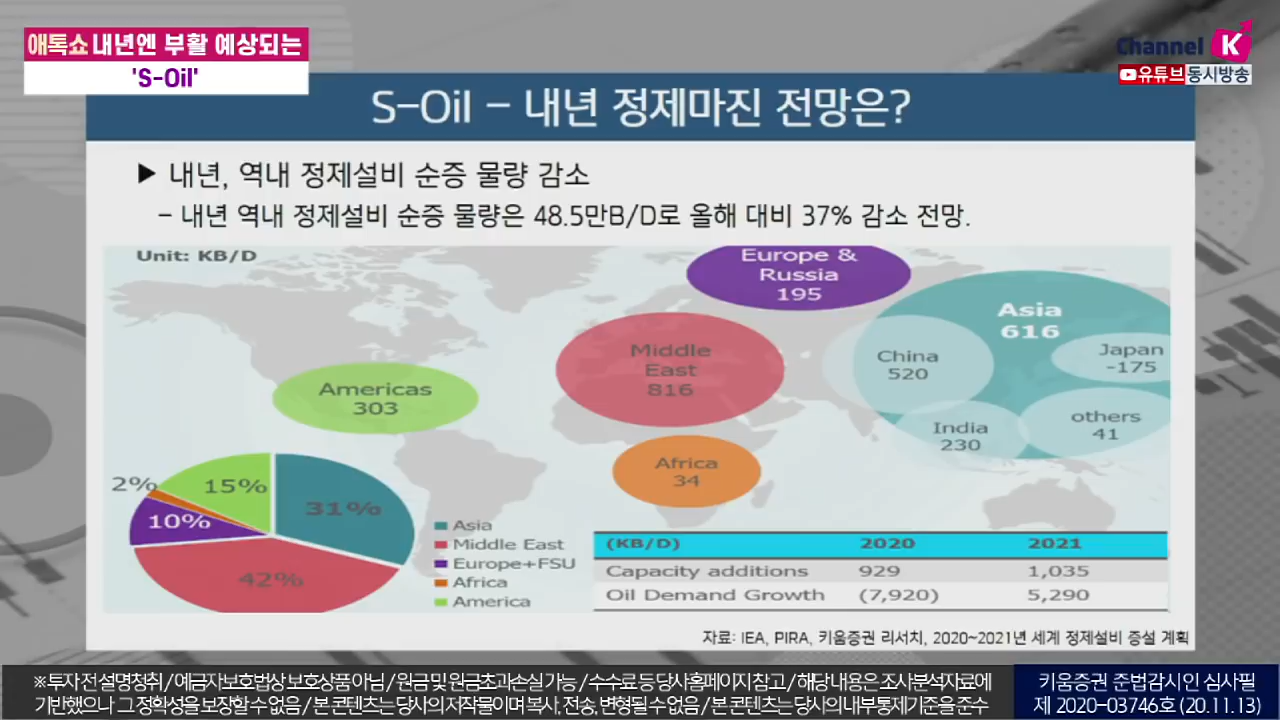 애톡쇼 내년엔 부활 예상되는
'S-Oil'
Channel K
유튜브 동시방송
S-Oil - 내년 정제마진 전망은?
▶ 내년, 역내 정제설비 순증 물량 감소
- 내년 역내 정제설비 순증 물량은 48.5만B/D로 올해 대비 37% 감소 전망.
Unit: KB/D
Europe &
Russia
195
Asia
616
Middle
East
816
China
520
Japan
-175
Americas
303
India
230
others
41
Africa
34
2%
15%
31%
10%
42%
Asia
Middle East
Europe+FSU
Africa
America
(KB/D) 2020 2021
Capacity additions 929 1,035
Oil Demand Growth (7,920) 5,290
자료: IEA, PIRA, 키움증권 리서치, 2020~2021년 세계 정제설비 증설 계획
※ 투자 전 설명청취 / 예금자보호법상 보호상품 아님 / 원금 및 원금초과손실 가능 / 수수료 등 당사홈페이지 참고 / 해당 내용은 조사분석자료에
기반했으나 그 정확성을 보장할 수 없음 / 본 콘텐츠는 당사의 저작물이며 복사, 전송, 변형될 수 없음 / 본 콘텐츠는 당사의 내부통제기준을 준수
키움증권 준법감시인 심사필
제 2020-03746호 (20.11.13)